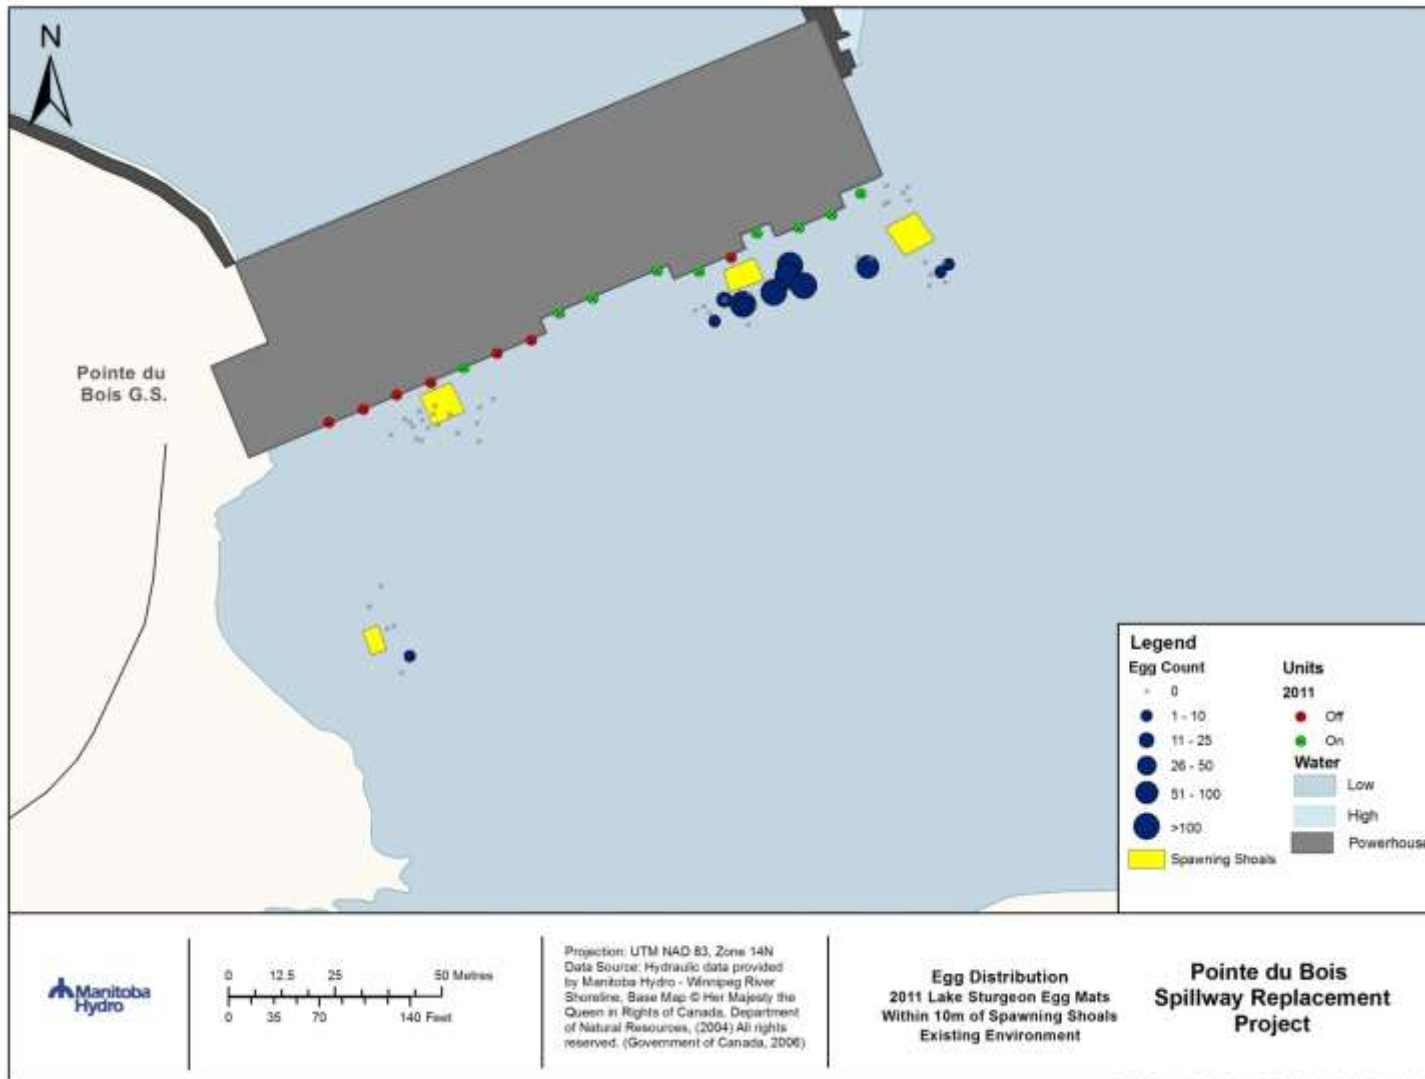 N
Pointe du
Bois G.S.
Legend
Egg Count
0
1 - 10
11 - 25
26 - 50
51 - 100
>100
Spawning Shoals
Units
2011
Off
On
Water
Low
High
Powerhouse
Manitoba
Hydro
0 12.5 25 50 Metres
0 35 70 140 Feet
Projection: UTM NAD 83, Zone 14N
Data Source: Hydraulic data provided
by Manitoba Hydro - Winnipeg River
Shoreline, Base Map © Her Majesty the
Queen in Rights of Canada, Department
of Natural Resources, (2004) All rights
reserved. (Government of Canada, 2006)
Egg Distribution
2011 Lake Sturgeon Egg Mats
Within 10m of Spawning Shoals
Existing Environment
Pointe du Bois
Spillway Replacement
Project